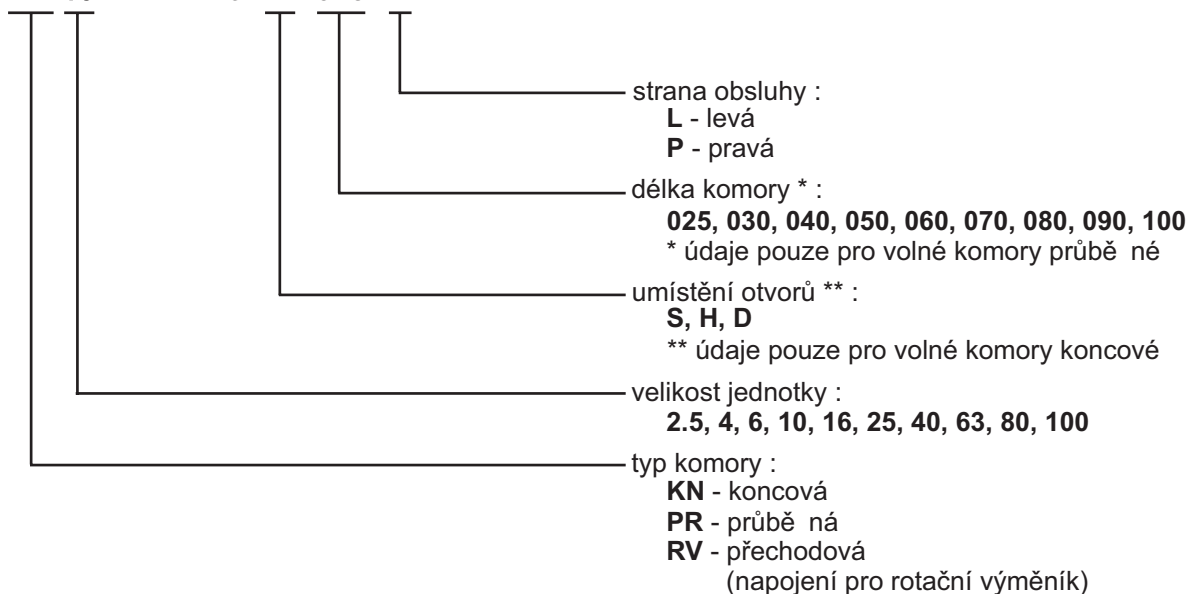 strana obsluhy :
L - levá
P - pravá
délka komory * :
025, 030, 040, 050, 060, 070, 080, 090, 100
* údaje pouze pro volné komory průbě né
umístění otvorů ** :
S, H, D
** údaje pouze pro volné komory koncové
velikost jednotky :
2.5, 4, 6, 10, 16, 25, 40, 63, 80, 100
typ komory :
KN - koncová
PR - průbě ná
RV - přechodová
(napojení pro rotační výměník)